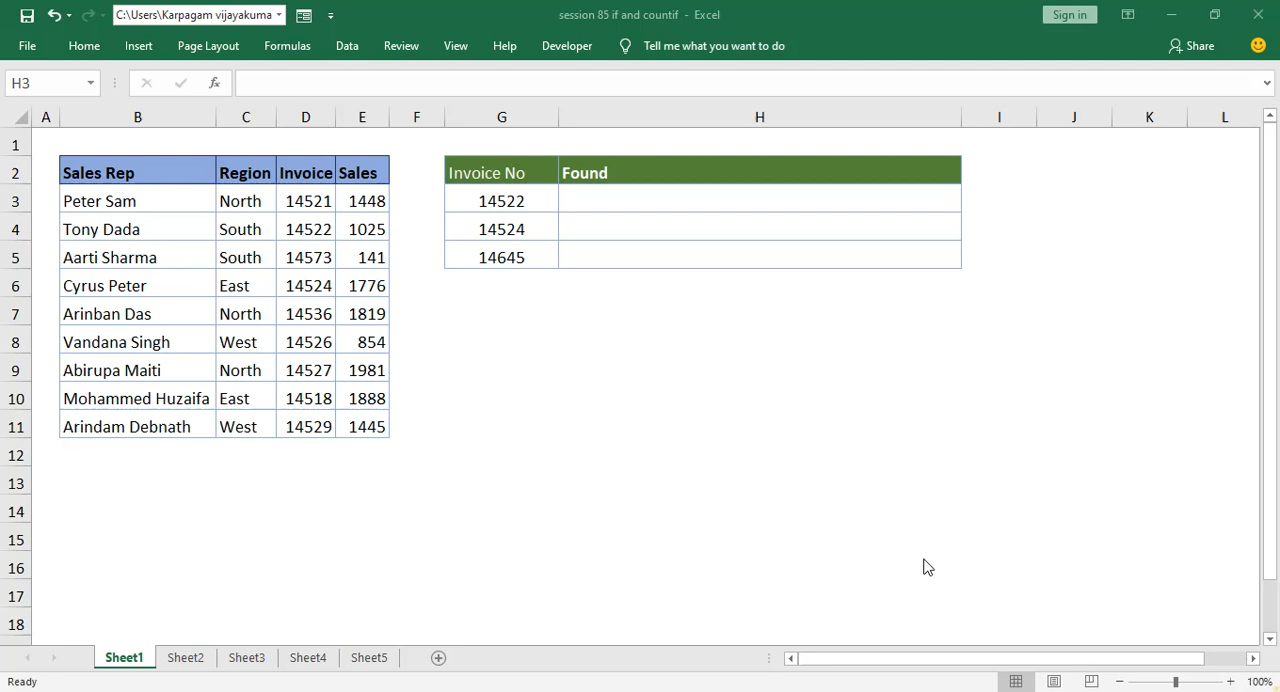 C:\Users\Karpagam vijayakuma
session 85 if and countif - Excel
Sign in
File Home Insert Page Layout Formulas Data Review View Help Developer Tell me what you want to do Share
H3 fx
A B C D E F G H I J K L
1
2 Sales Rep Region Invoice Sales Invoice No Found
3 Peter Sam North 14521 1448 14522
4 Tony Dada South 14522 1025 14524
5 Aarti Sharma South 14573 141 14645
6 Cyrus Peter East 14524 1776
7 Arinban Das North 14536 1819
8 Vandana Singh West 14526 854
9 Abirupa Maiti North 14527 1981
10 Mohammed Huzaifa East 14518 1888
11 Arindam Debnath West 14529 1445
12
13
14
15
16
17
18
Sheet1 Sheet2 Sheet3 Sheet4 Sheet5
Ready 100%